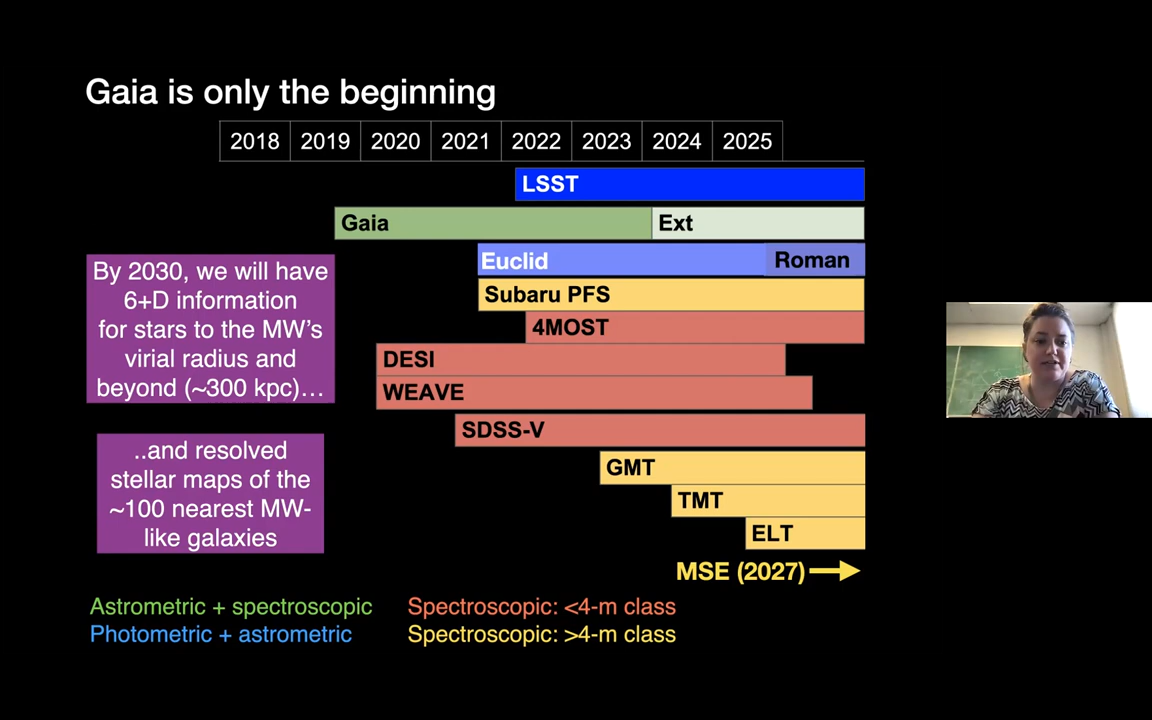 Gaia is only the beginning
2018 2019 2020 2021 2022 2023 2024 2025
LSST
Gaia Ext
Euclid Roman
Subaru PFS
4MOST
DESI
WEAVE
SDSS-V
GMT
TMT
ELT
MSE (2027)
By 2030, we will have
6+D information
for stars to the MW’s
virial radius and
beyond (~300 kpc)…
..and resolved
stellar maps of the
~100 nearest MW-
like galaxies
Astrometric + spectroscopic
Photometric + astrometric
Spectroscopic: <4-m class
Spectroscopic: >4-m class